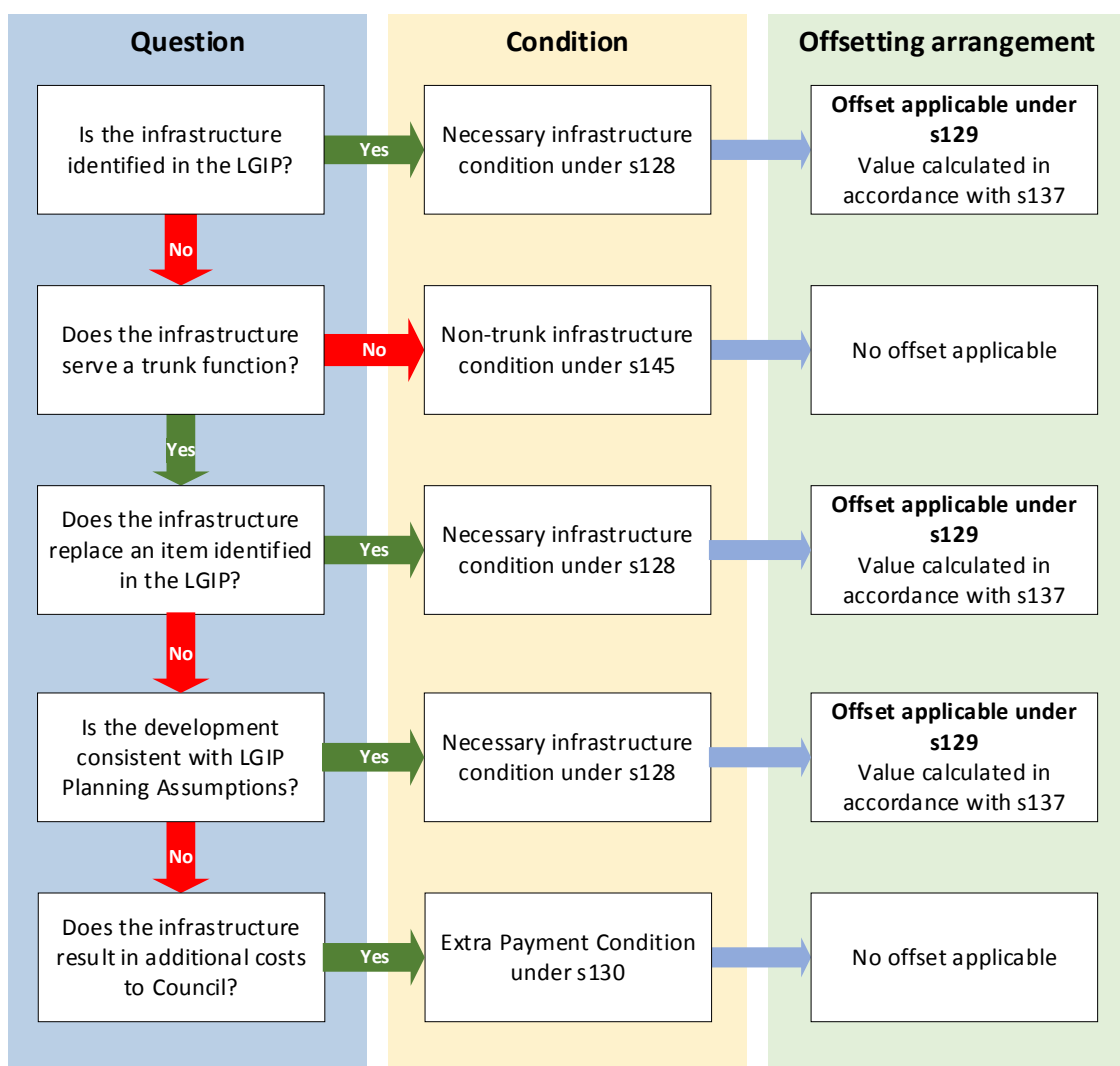 Question
Condition
Offsetting arrangement
Is the infrastructure
identified in the LGIP?
Yes
Necessary infrastructure
condition under s128
Offset applicable under
s129
Value calculated in
accordance with s137
No
Does the infrastructure
serve a trunk function?
No
Non-trunk infrastructure
condition under s145
No offset applicable
Yes
Does the infrastructure
replace an item identified
in the LGIP?
Yes
Necessary infrastructure
condition under s128
Offset applicable under
s129
Value calculated in
accordance with s137
No
Is the development
consistent with LGIP
Planning Assumptions?
Yes
Necessary infrastructure
condition under s128
Offset applicable under
s129
Value calculated in
accordance with s137
No
Does the infrastructure
result in additional costs
to Council?
Yes
Extra Payment Condition
under s130
No offset applicable